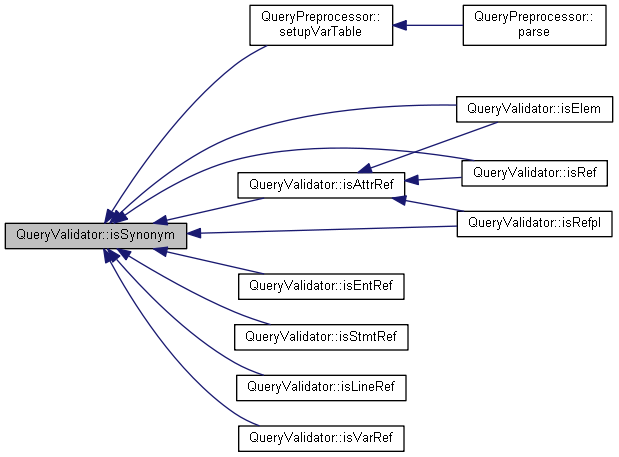 QueryPreprocessor::
setupVarTable
QueryPreprocessor::
parse
QueryValidator::isElem
QueryValidator::isRef
QueryValidator::isAttrRef
QueryValidator::isRefpl
QueryValidator::isSynonym
QueryValidator::isEntRef
QueryValidator::isStmtRef
QueryValidator::isLineRef
QueryValidator::isVarRef